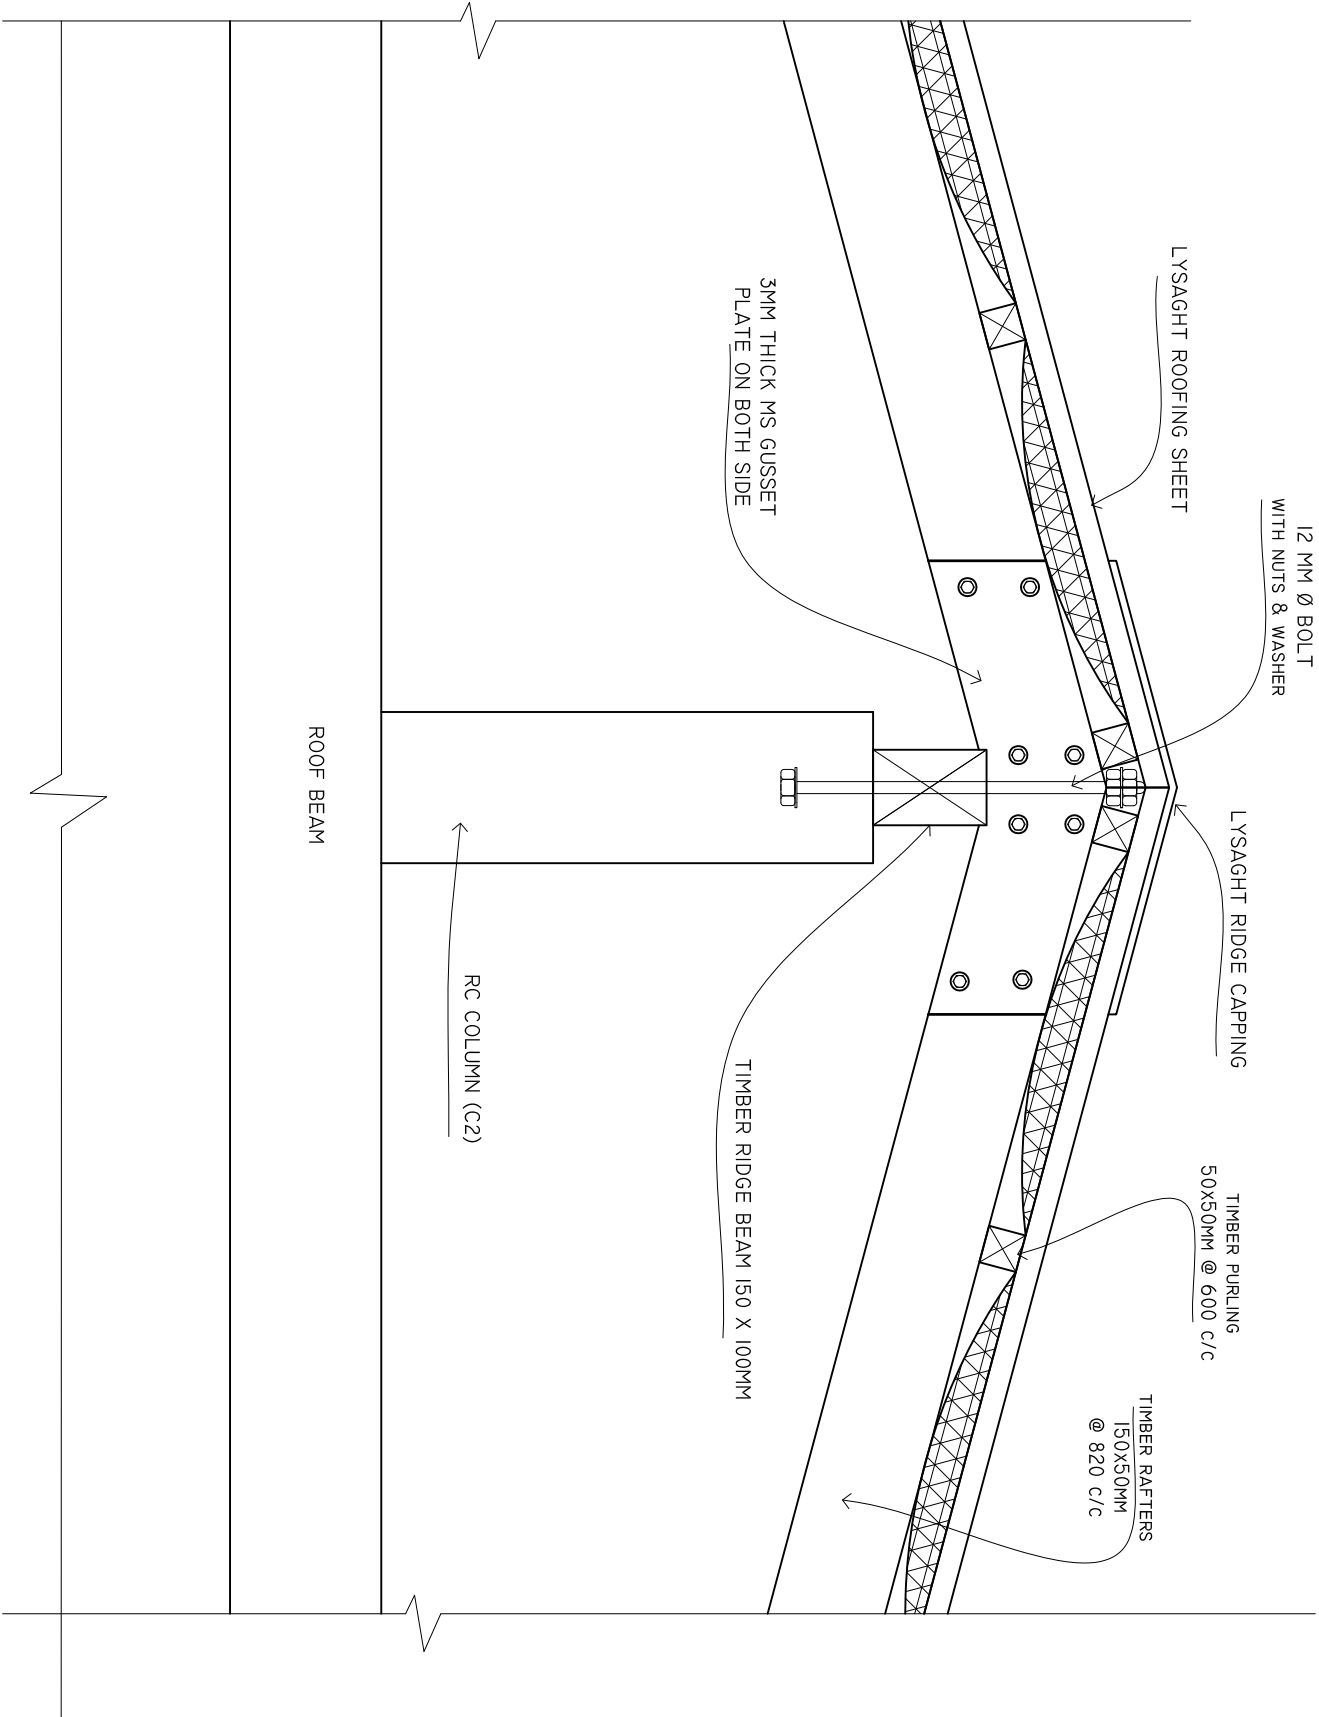 12 MM Ø BOLT
WITH NUTS & WASHER
LYSAGHT RIDGE CAPPING
TIMBER PURLING
50x50MM @ 600 C/C
LYSAGHT ROOFING SHEET
TIMBER RAFTERS
150x50MM
@ 820 C/C
3MM THICK MS GUSSET
PLATE ON BOTH SIDE
TIMBER RIDGE BEAM 150 X 100MM
RC COLUMN (C2)
ROOF BEAM